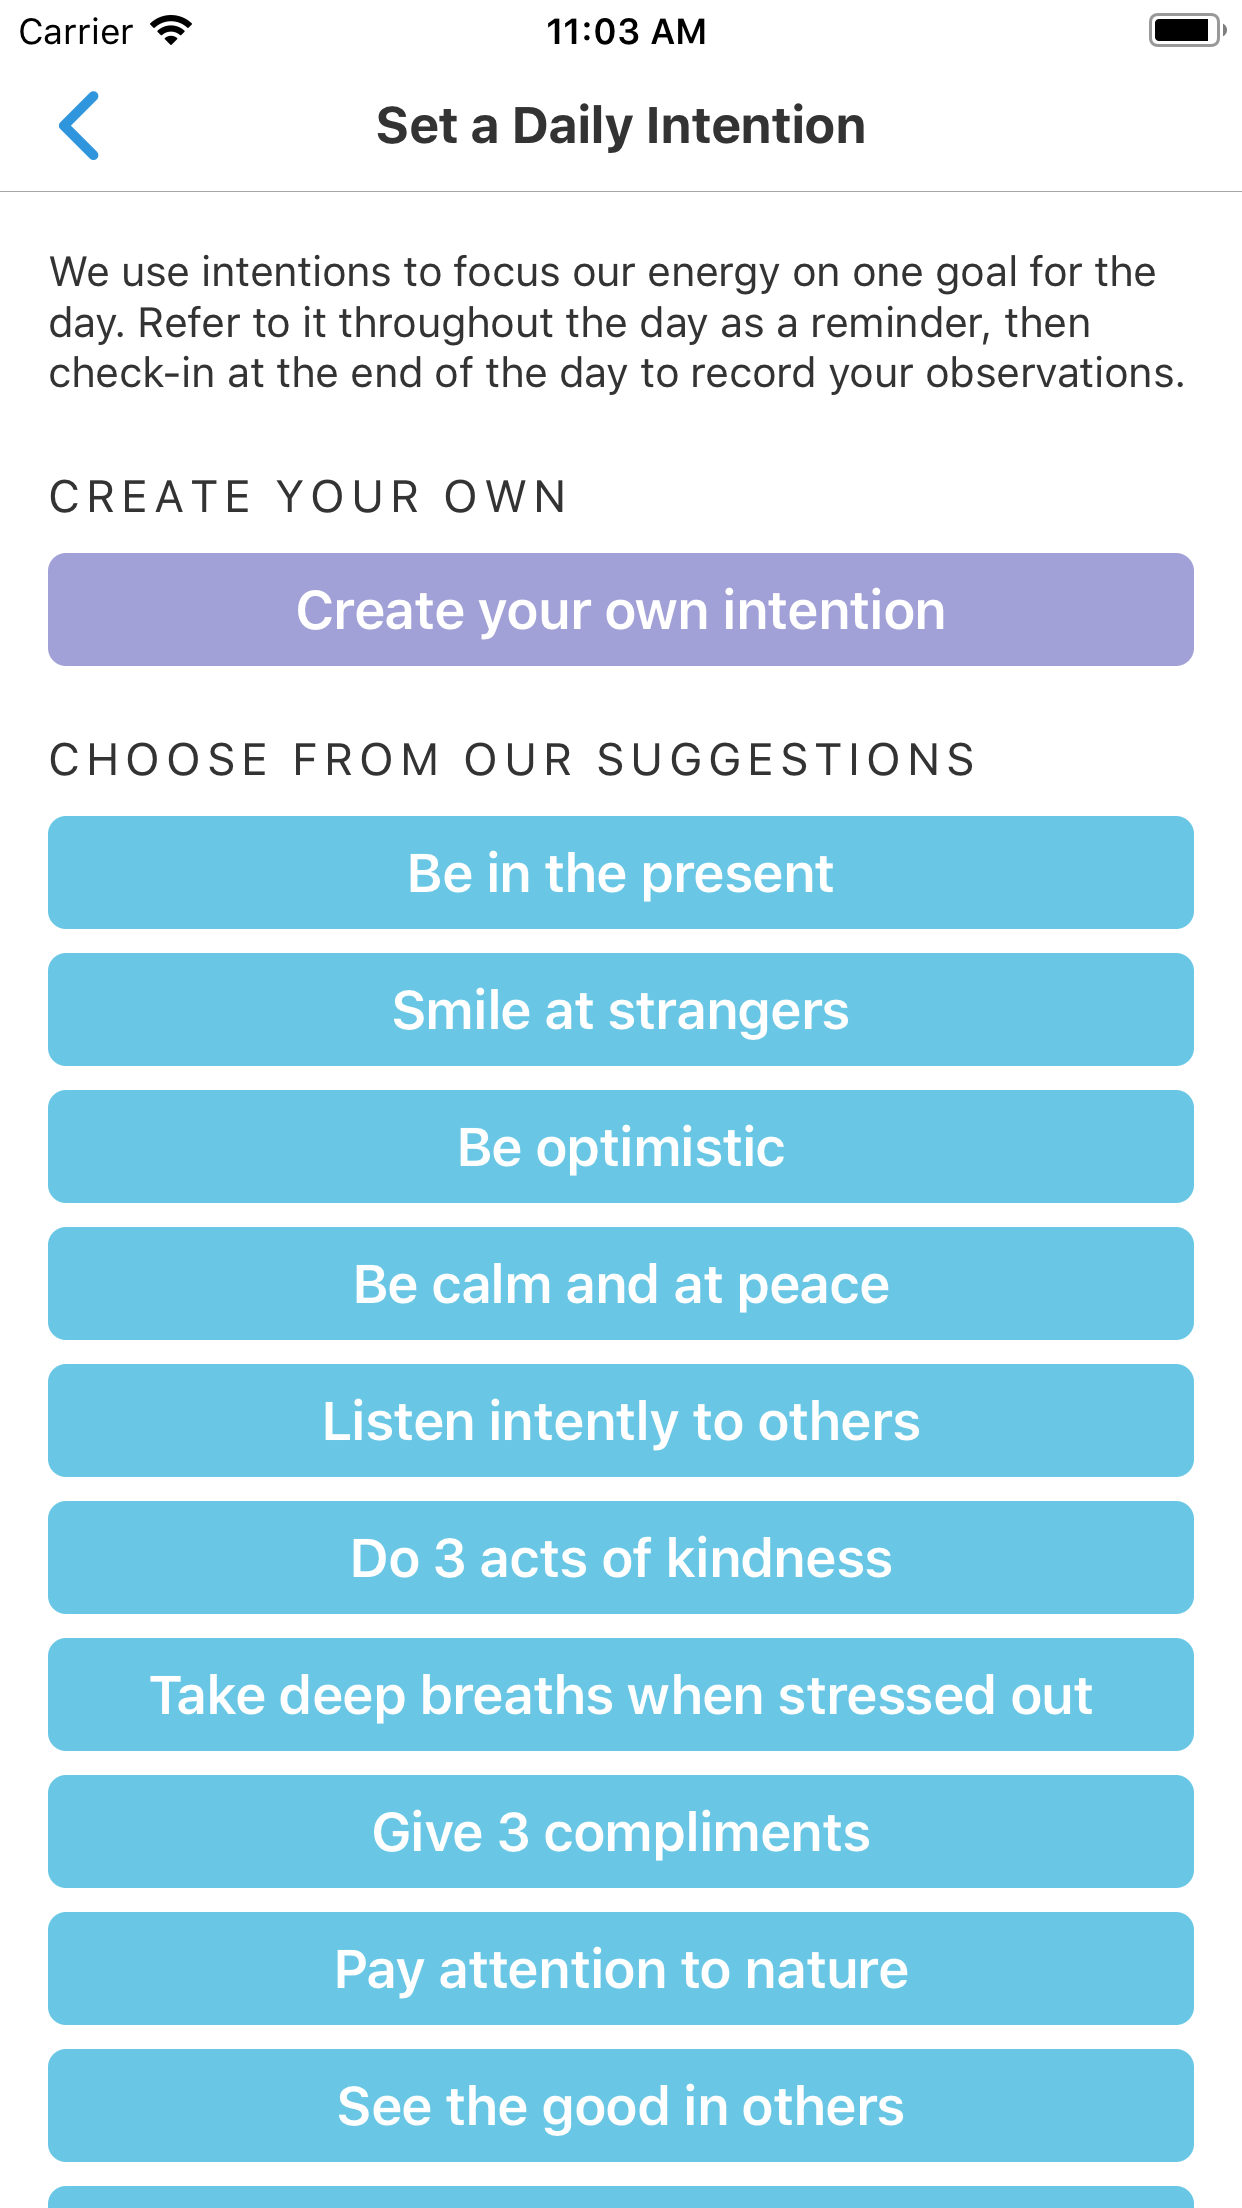 Carrier
11:03 AM
Set a Daily Intention
We use intentions to focus our energy on one goal for the
day. Refer to it throughout the day as a reminder, then
check-in at the end of the day to record your observations.
CREATE YOUR OWN
Create your own intention
CHOOSE FROM OUR SUGGESTIONS
Be in the present
Smile at strangers
Be optimistic
Be calm and at peace
Listen intently to others
Do 3 acts of kindness
Take deep breaths when stressed out
Give 3 compliments
Pay attention to nature
See the good in others